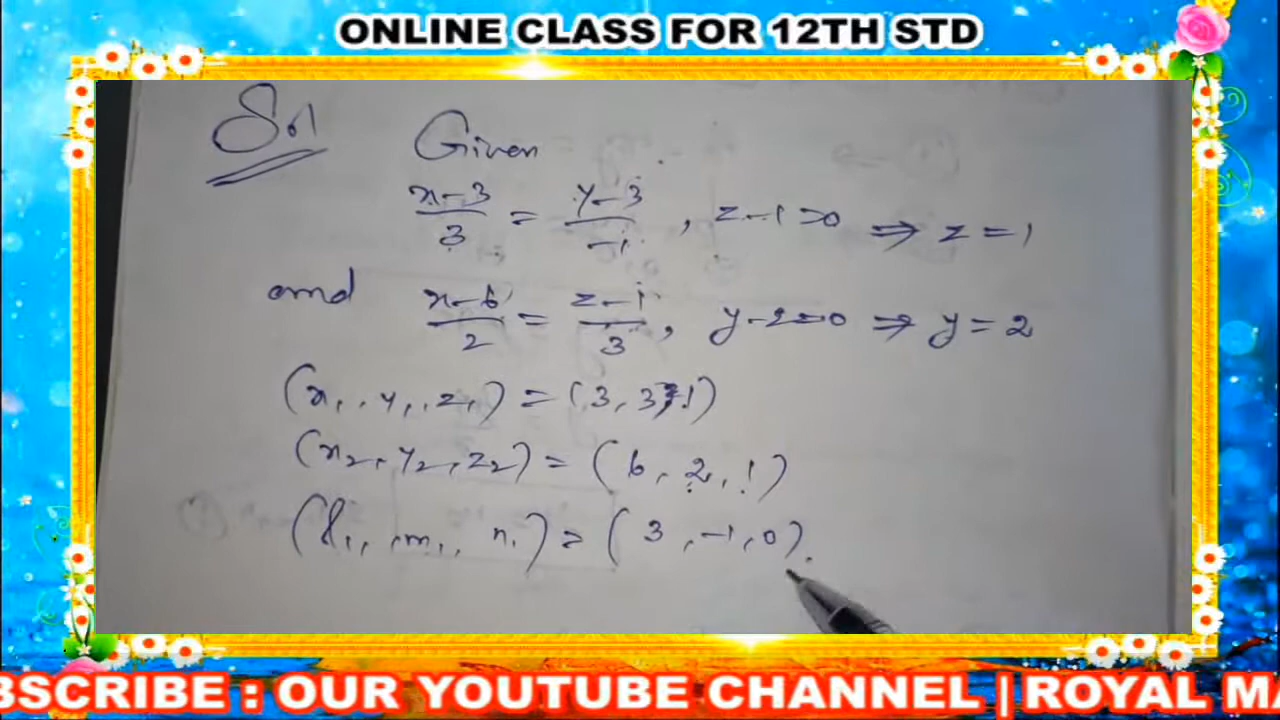 ONLINE CLASS FOR 12TH STD
Sol
Given
x-3/3 = y-3/-1 , z-1=0 ⇒ z=1
and x-6/2 = z-1/3, y-2=0 ⇒ y=2
(x₁, y₁, z₁) = (3, 3, 1)
(x₂, y₂, z₂) = (6, 2, 1)
(l₁, m₁, n₁) = (3, -1, 0).
BSCRIBE : OUR YOUTUBE CHANNEL | ROYAL MA